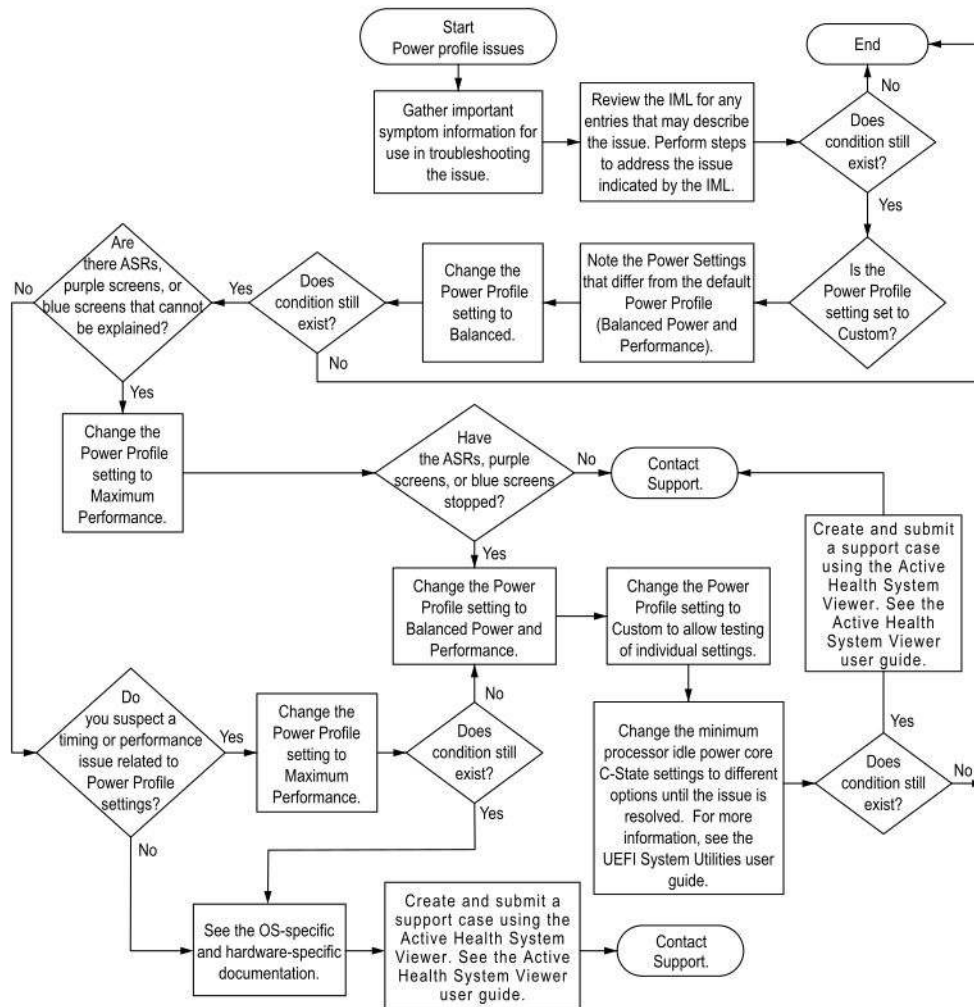 Start
Power profile issues
End
No
Gather important
symptom information for
use in troubleshooting
the issue.
Review the IML for any
entries that may describe
the issue. Perform steps
to address the issue
indicated by the IML.
Does
condition still
exist?
Yes
Is the
Power Profile
setting set to
Custom?
Note the Power Settings
that differ from the default
Power Profile
(Balanced Power and
Performance).
Change the
Power Profile
setting to
Balanced.
Does
condition still
exist?
Yes
No
Are
there ASRs,
purple screens, or
blue screens that cannot
be explained?
No
Yes
Change the
Power Profile
setting to
Maximum
Performance.
Have
the ASRs, purple
screens, or blue screens
stopped?
No
Contact
Support.
Yes
Change the Power
Profile setting to
Balanced Power and
Performance.
Change the Power
Profile setting to
Custom to allow testing
of individual settings.
Create and submit
a support case
using the Active
Health System
Viewer. See the
Active Health
System Viewer
user guide.
Do
you suspect a
timing or performance
issue related to
Power Profile
settings?
Yes
No
Change the
Power Profile
setting to
Maximum
Performance.
No
Does
condition still
exist?
Yes
Change the minimum
processor idle power core
C-State settings to different
options until the issue is
resolved. For more
information, see the
UEFI System Utilities user
guide.
Yes
Does
condition still
exist?
No
See the OS-specific
and hardware-specific
documentation.
Create and submit a
support case using the
Active Health System
Viewer. See the Active
Health System Viewer
user guide.
Contact
Support.